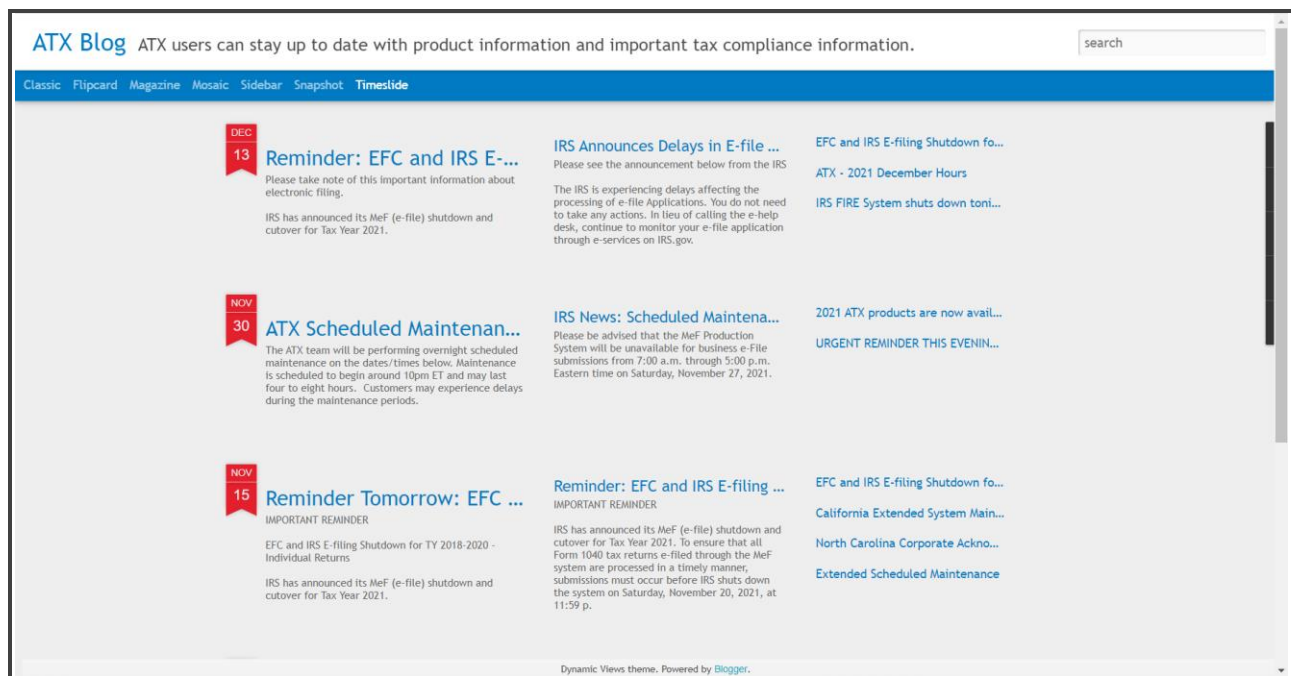 ATX Blog ATX users can stay up to date with product information and important tax compliance information.
search
Classic Flipcard Magazine Mosaic Sidebar Snapshot Timeslide
DEC
13
Reminder: EFC and IRS E-...
Please take note of this important information about
electronic filing.
IRS has announced its MeF (e-file) shutdown and
cutover for Tax Year 2021.
IRS Announces Delays in E-file ...
Please see the announcement below from the IRS
The IRS is experiencing delays affecting the
processing of e-file Applications. You do not need
to take any actions. In lieu of calling the e-help
desk, continue to monitor your e-file application
through e-services on IRS.gov.
EFC and IRS E-filing Shutdown fo...
ATX - 2021 December Hours
IRS FIRE System shuts down toni...
NOV
30
ATX Scheduled Maintenan...
The ATX team will be performing overnight scheduled
maintenance on the dates/times below. Maintenance
is scheduled to begin around 10pm ET and may last
four to eight hours. Customers may experience delays
during the maintenance periods.
IRS News: Scheduled Maintena...
Please be advised that the MeF Production
System will be unavailable for business e-File
submissions from 7:00 a.m. through 5:00 p.m.
Eastern time on Saturday, November 27, 2021.
2021 ATX products are now avail...
URGENT REMINDER THIS EVENIN...
NOV
15
Reminder Tomorrow: EFC ...
IMPORTANT REMINDER
EFC and IRS E-filing Shutdown for TY 2018-2020 -
Individual Returns
IRS has announced its MeF (e-file) shutdown and
cutover for Tax Year 2021.
Reminder: EFC and IRS E-filing ...
IMPORTANT REMINDER
IRS has announced its MeF (e-file) shutdown and
cutover for Tax Year 2021. To ensure that all
Form 1040 tax returns e-filed through the MeF
system are processed in a timely manner,
submissions must occur before IRS shuts down
the system on Saturday, November 20, 2021, at
11:59 p.
EFC and IRS E-filing Shutdown fo...
California Extended System Main...
North Carolina Corporate Ackno...
Extended Scheduled Maintenance
Dynamic Views theme. Powered by Blogger.